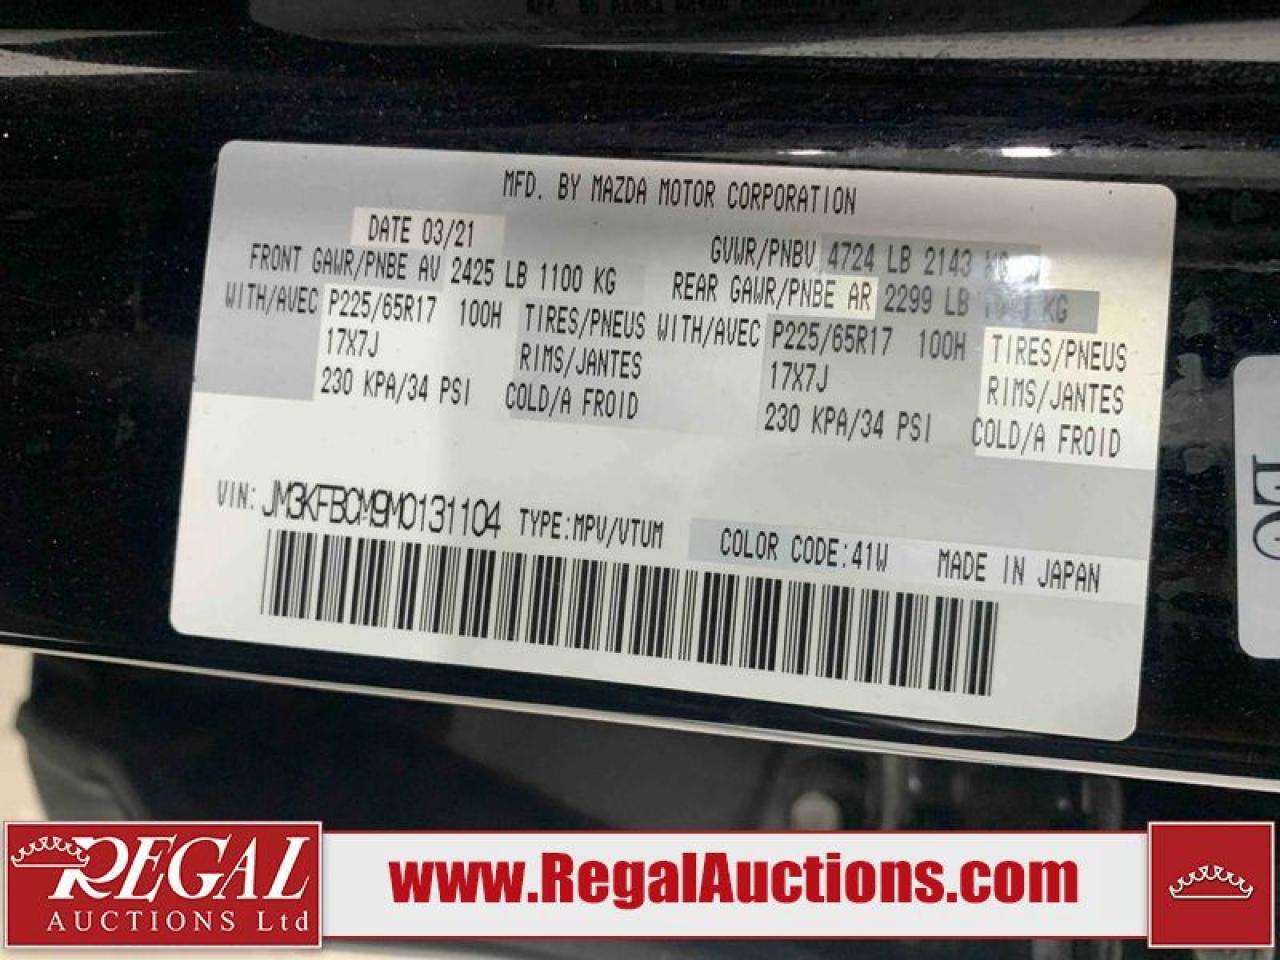 MFD. BY MAZDA MOTOR CORPORATION
DATE 03/21
GVWR/PNBV 4724 LB 2143
FRONT GAWR/PNBE AV 2425 LB 1100 KG
REAR GAWR/PNBE AR 2299 LB KG
WITH/AVEC P225/65R17 100H TIRES/PNEUS
17X7J RIMS/JANTES
230 KPA/34 PSI COLD/A FROID
WITH/AVEC P225/65R17 100H TIRES/PNEUS
17X7J RIMS/JANTES
230 KPA/34 PSI COLD/A FROID
VIN: JM3KFBCM9M0131104 TYPE:MPV/VTUM COLOR CODE:41W MADE IN JAPAN
REGAL
AUCTIONS Ltd
www.RegalAuctions.com